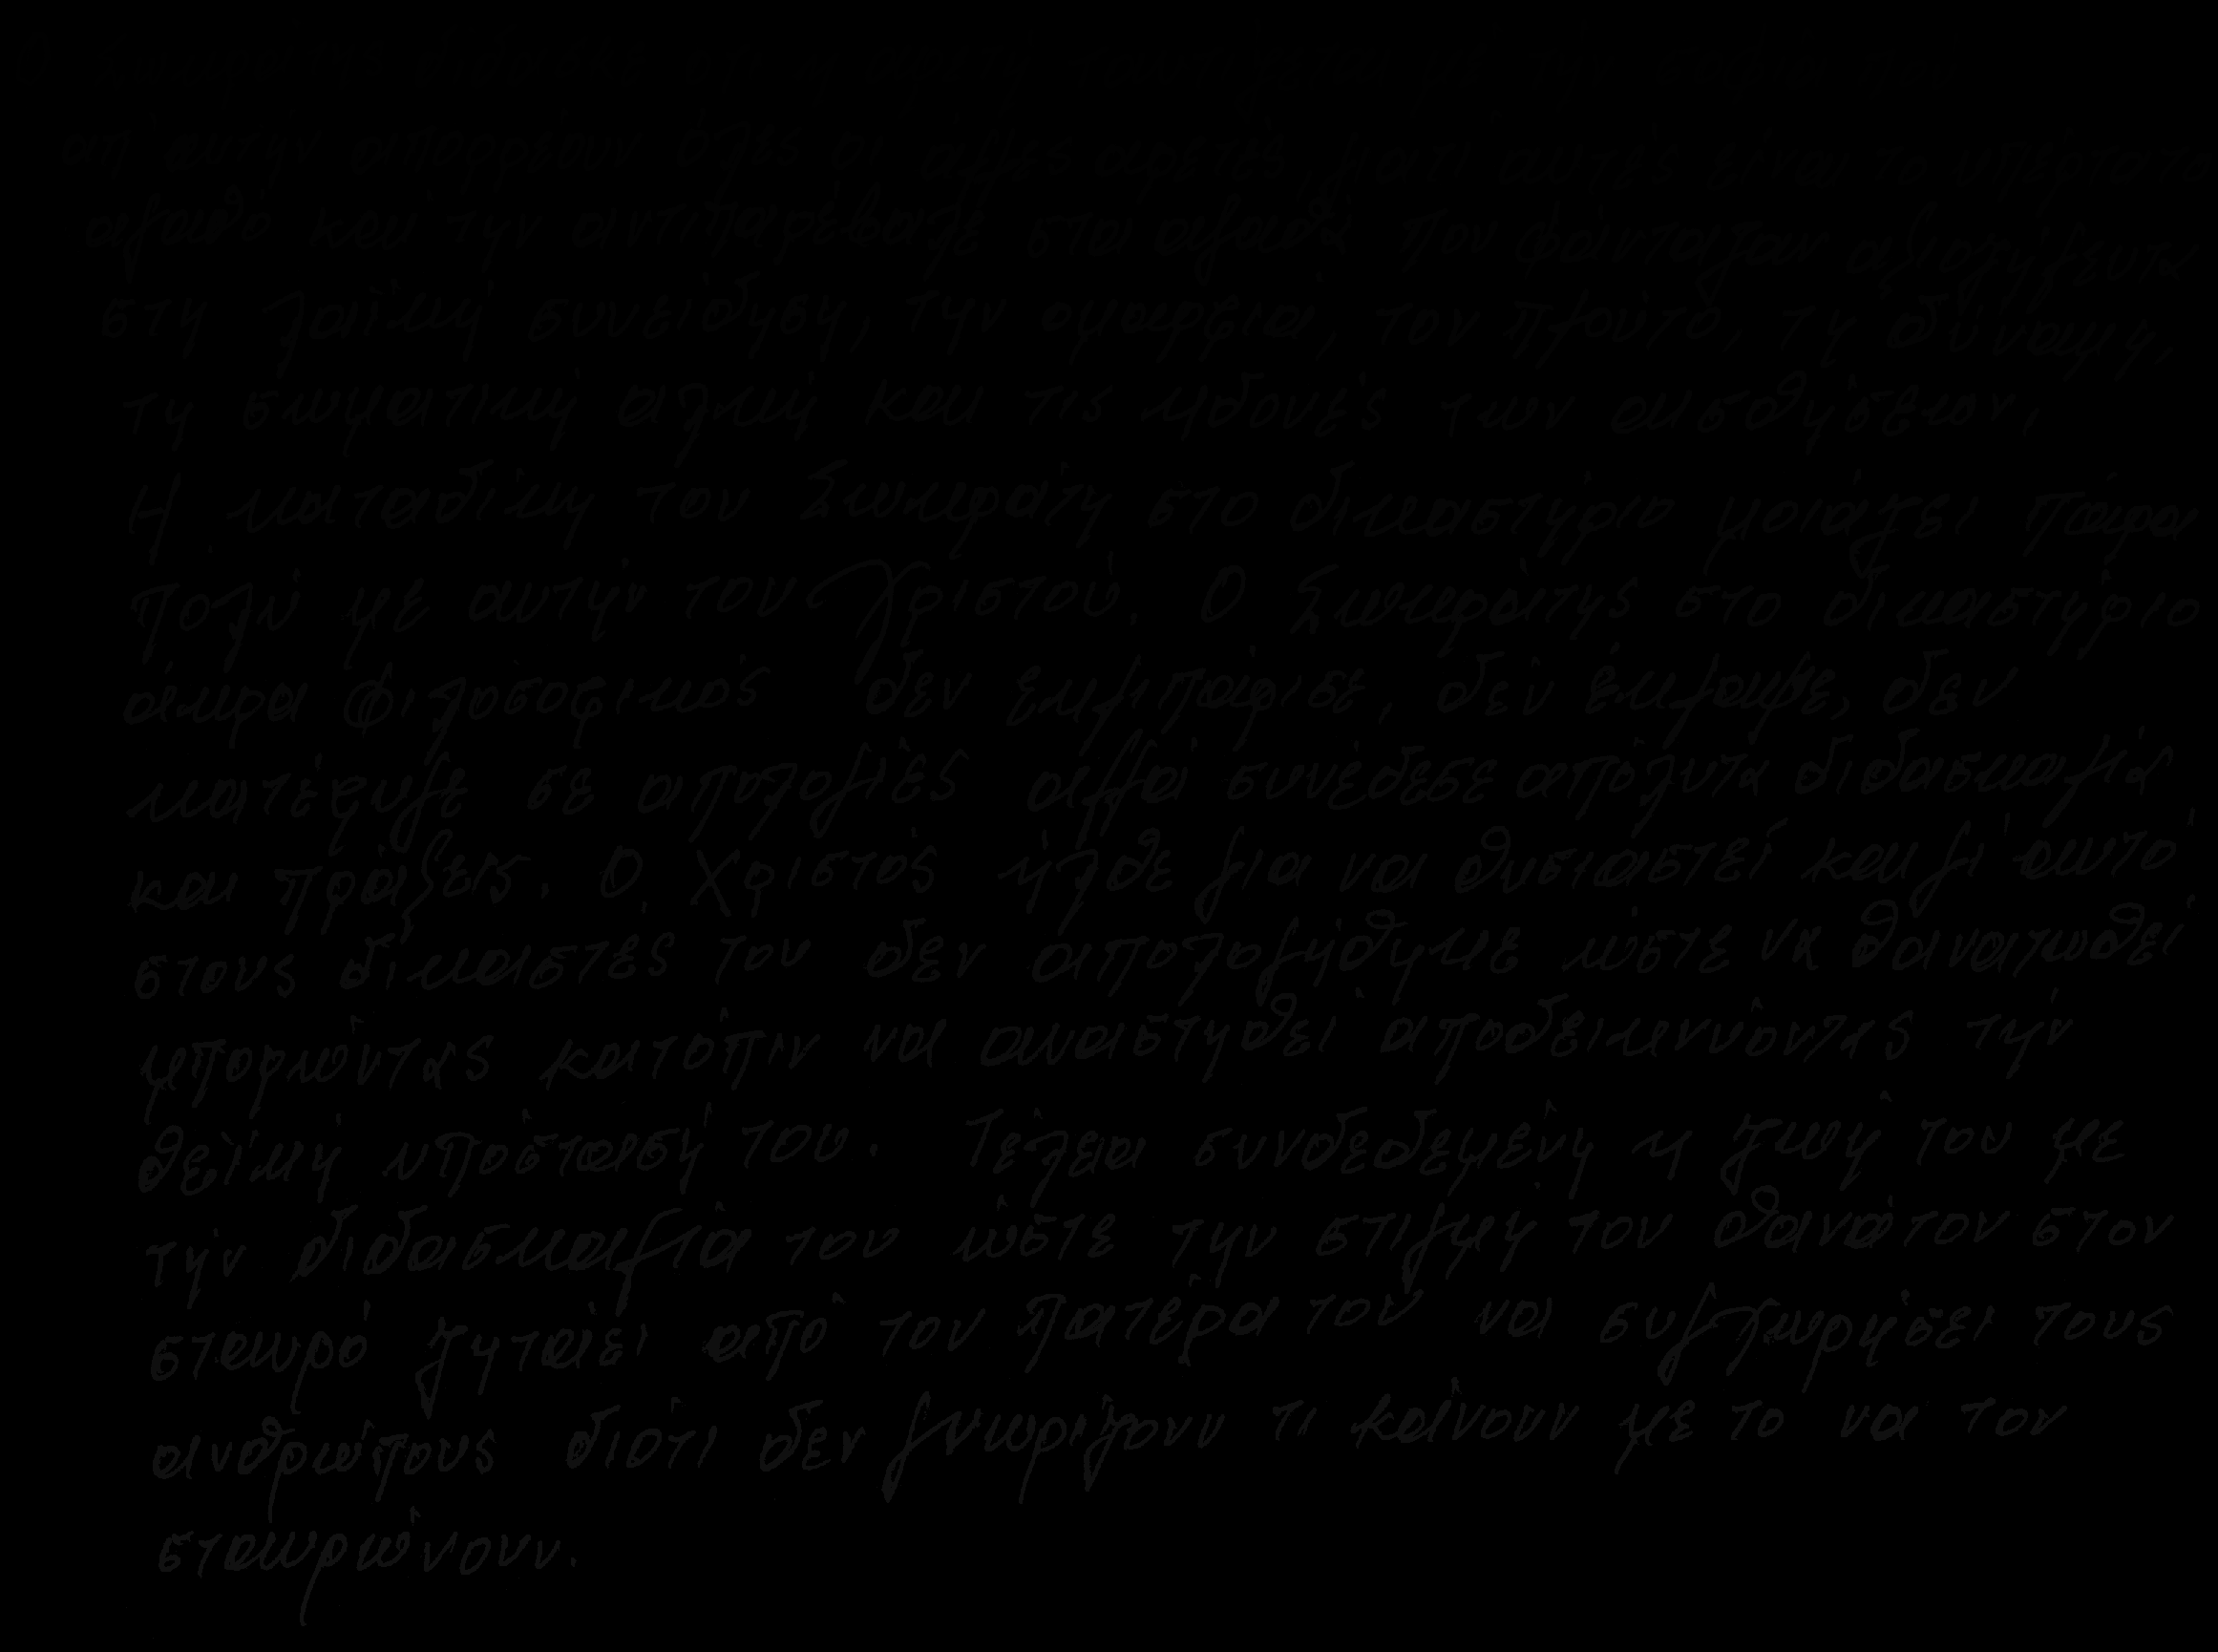 απ' αυτήν απορρέουν όλες οι άλλες αρετές, γιατί αυτές είναι το υπέρτατο
αγαθό και την αντιπαρέβαλε στα αγαθά που φάνταζαν αξιοζήλευτα
στη λαϊκή συνείδηση, την ομορφιά, τον πλούτο, τη δύναμη,
τη σωματική αλκή και τις ηδονές των αισθήσεων.
Η καταδίκη του Σωκράτη στο δικαστήριο μοιάζει πάρα
πολύ με αυτήν του Χριστού. Ο Σωκράτης στο δικαστήριο
άκρα φιλοσοφικός δεν εκλιπάρισε, δεν έκλαψε, δεν
κατέφυγε σε απολογίες αλλά συνέδεσε απόλυτα διδασκαλία
και πράξεις. Ο Χριστός ήλθε για να θυσιαστεί και γι' αυτό
στους δικαστές του δεν απολογήθηκε ώστε να θανατωθεί
μπορώντας κατόπιν να αναστηθεί αποδεικνύοντας την
θεϊκή υπόσταση του. Τέλεια συνδεδεμένη η ζωή του με
την διδασκαλία του ώστε την στιγμή του θανάτου στον
σταυρό ζητάει από τον πατέρα του να συγχωρήσει τους
ανθρώπους διότι δεν γνωρίζουν τι κάνουν με το να τον
σταυρώνουν.